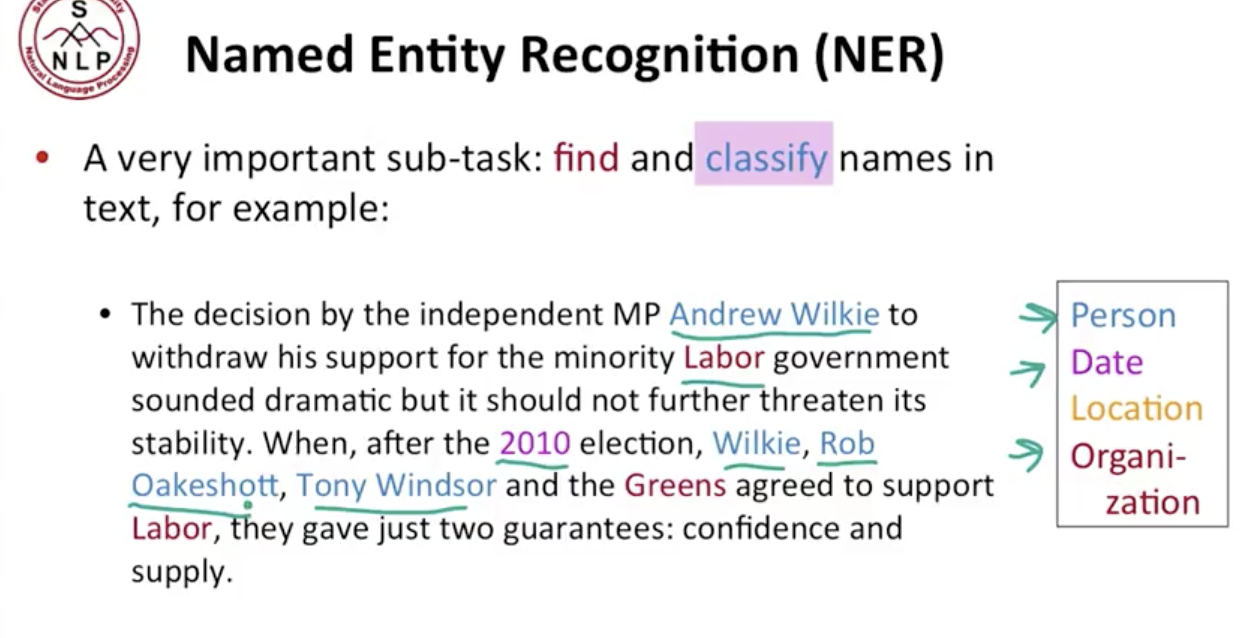 S
NLP
Natural Language Processing
Named Entity Recognition (NER)
• A very important sub-task: find and classify names in
text, for example:
• The decision by the independent MP Andrew Wilkie to
withdraw his support for the minority Labor government
sounded dramatic but it should not further threaten its
stability. When, after the 2010 election, Wilkie, Rob
Oakeshott, Tony Windsor and the Greens agreed to support
Labor, they gave just two guarantees: confidence and
supply.
Person
Date
Location
Organi-
zation